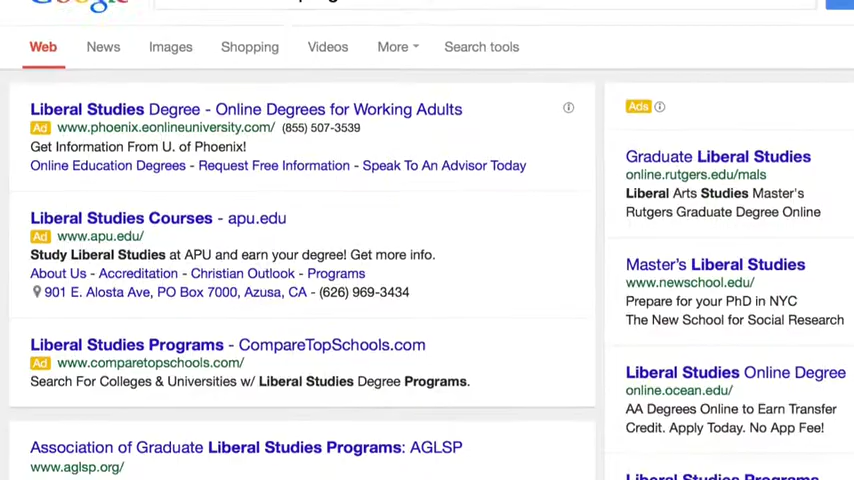 Google
Web News Images Shopping Videos More Search tools
Liberal Studies Degree - Online Degrees for Working Adults
Ad www.phoenix.eonlineuniversity.com/ (855) 507-3539
Get Information From U. of Phoenix!
Online Education Degrees - Request Free Information - Speak To An Advisor Today
Liberal Studies Courses - apu.edu
Ad www.apu.edu/
Study Liberal Studies at APU and earn your degree! Get more info.
About Us - Accreditation - Christian Outlook - Programs
901 E. Alosta Ave, PO Box 7000, Azusa, CA - (626) 969-3434
Liberal Studies Programs - CompareTopSchools.com
Ad www.comparetopschools.com/
Search For Colleges & Universities w/ Liberal Studies Degree Programs.
Association of Graduate Liberal Studies Programs: AGLSP
www.aglsp.org/
Ads
Graduate Liberal Studies
online.rutgers.edu/mals
Liberal Arts Studies Master's
Rutgers Graduate Degree Online
Master's Liberal Studies
www.newschool.edu/
Prepare for your PhD in NYC
The New School for Social Research
Liberal Studies Online Degree
online.ocean.edu/
AA Degrees Online to Earn Transfer
Credit. Apply Today. No App Fee!
Liberal Studies Programs